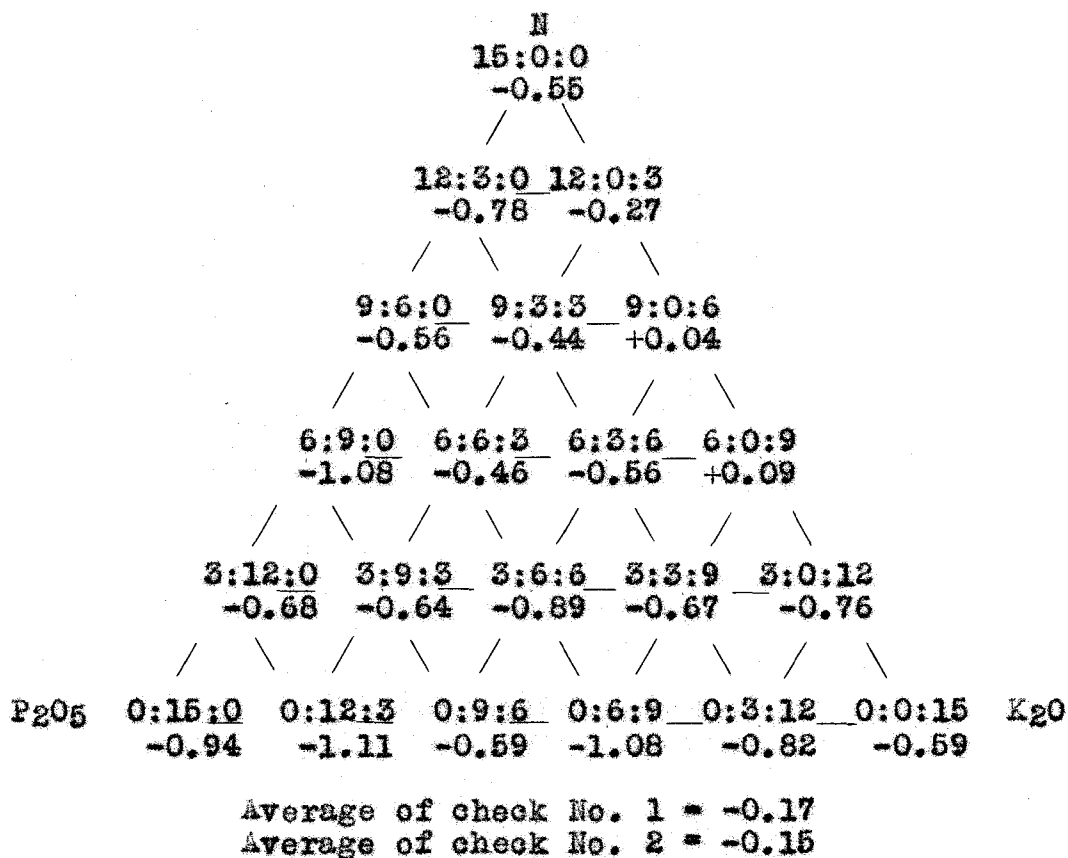 N
15:0:0
-0.55
12:3:0 12:0:3
-0.78 -0.27
9:6:0 9:3:3 9:0:6
-0.56 -0.44 +0.04
6:9:0 6:6:3 6:3:6 6:0:9
-1.08 -0.46 -0.56 +0.09
3:12:0 3:9:3 3:6:6 3:3:9 3:0:12
-0.68 -0.64 -0.89 -0.67 -0.76
P2O5 0:15:0 0:12:3 0:9:6 0:6:9 0:3:12 0:0:15 K2O
-0.94 -1.11 -0.59 -1.08 -0.82 -0.59
Average of check No. 1 = -0.17
Average of check No. 2 = -0.15